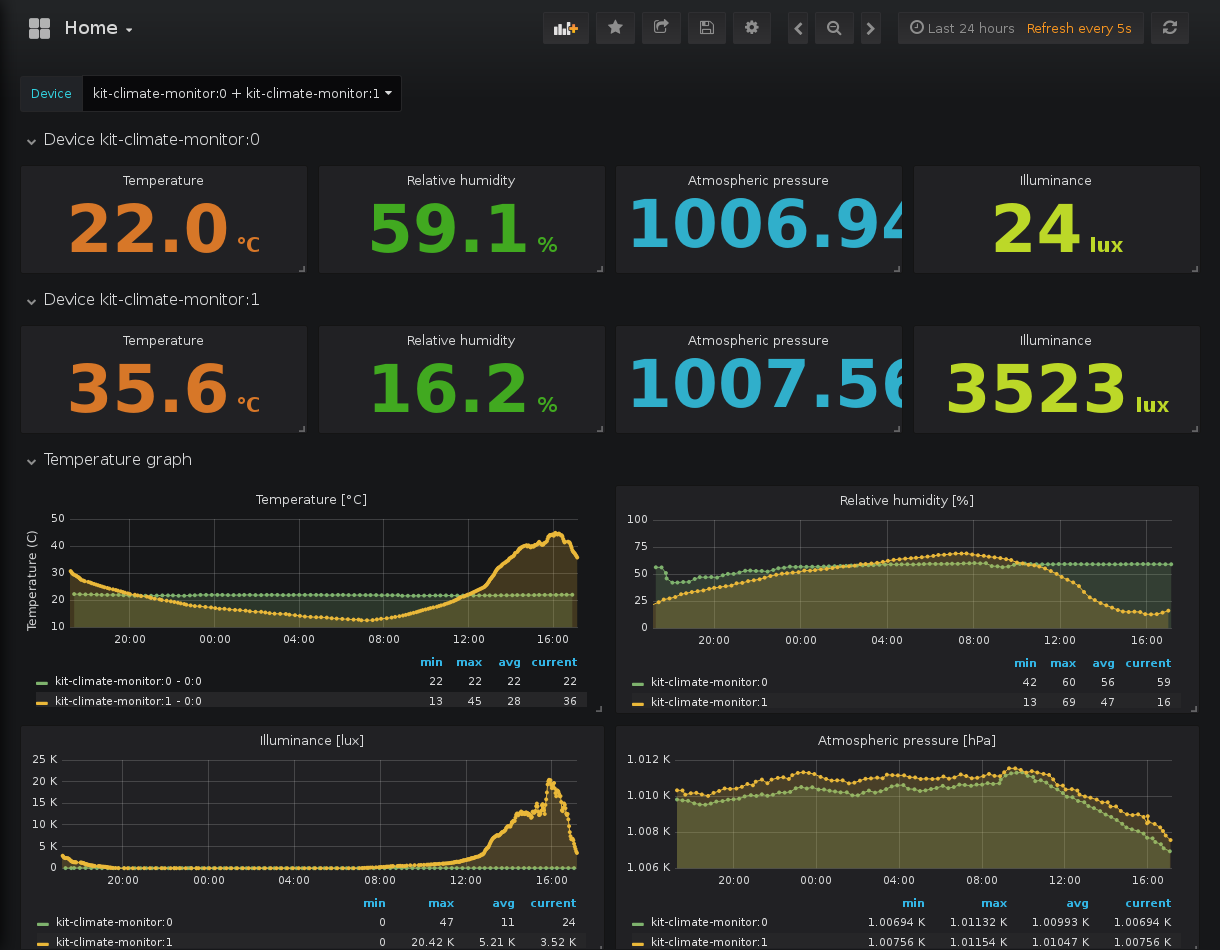 Home
Last 24 hours Refresh every 5s
Device kit-climate-monitor:0 + kit-climate-monitor:1
Device kit-climate-monitor:0
Temperature Relative humidity Atmospheric pressure Illuminance
22.0 °C 59.1 % 1006.94 24 lux
Device kit-climate-monitor:1
Temperature Relative humidity Atmospheric pressure Illuminance
35.6 °C 16.2 % 1007.56 3523 lux
Temperature graph
Temperature [°C]
Temperature (C)
50
40
30
20
10
20:00 00:00 04:00 08:00 12:00 16:00
min max avg current
kit-climate-monitor:0 - 0:0 22 22 22 22
kit-climate-monitor:1 - 0:0 13 45 28 36
Relative humidity [%]
100
75
50
25
0
20:00 00:00 04:00 08:00 12:00 16:00
min max avg current
kit-climate-monitor:0 42 60 56 59
kit-climate-monitor:1 13 69 47 16
Illuminance [lux]
25 K
20 K
15 K
10 K
5 K
0
20:00 00:00 04:00 08:00 12:00 16:00
min max avg current
kit-climate-monitor:0 0 47 11 24
kit-climate-monitor:1 0 20.42 K 5.21 K 3.52 K
Atmospheric pressure [hPa]
1.012 K
1.010 K
1.008 K
1.006 K
20:00 00:00 04:00 08:00 12:00 16:00
min max avg current
kit-climate-monitor:0 1.00694 K 1.01132 K 1.00993 K 1.00694 K
kit-climate-monitor:1 1.00756 K 1.01154 K 1.01047 K 1.00756 K